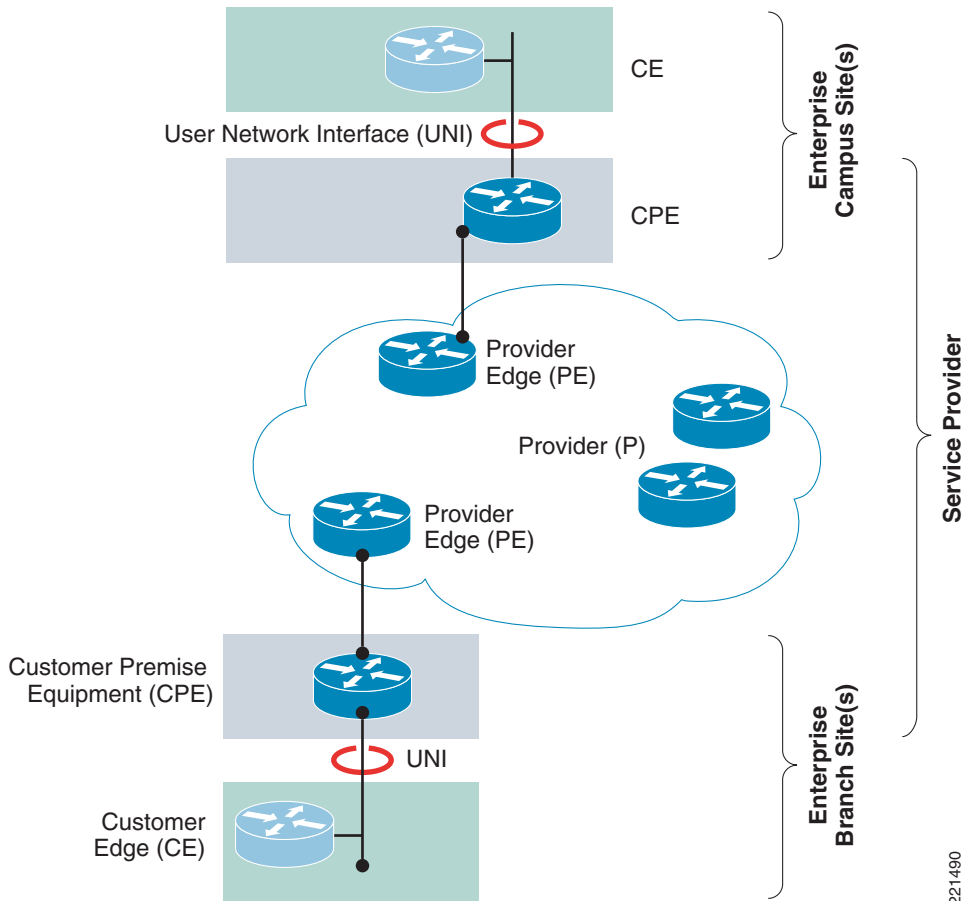 CE
User Network Interface (UNI)
CPE
Enterprise
Campus Site(s)
Provider
Edge (PE)
Provider (P)
Provider
Edge (PE)
Service Provider
Customer Premise
Equipment (CPE)
UNI
Customer
Edge (CE)
Enterprise
Branch Site(s)
221490